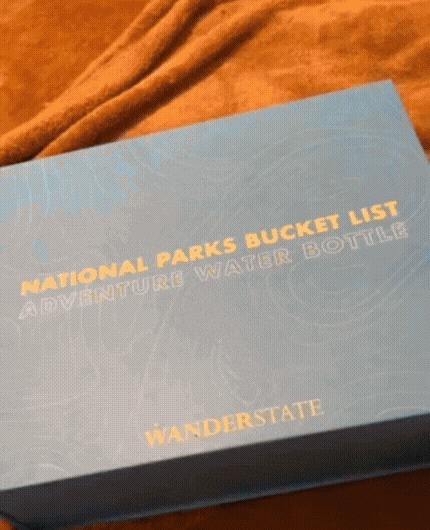 NATIONAL PARKS BUCKET LIST
ADVENTURE WATER BOTTLE
WANDERSTATE